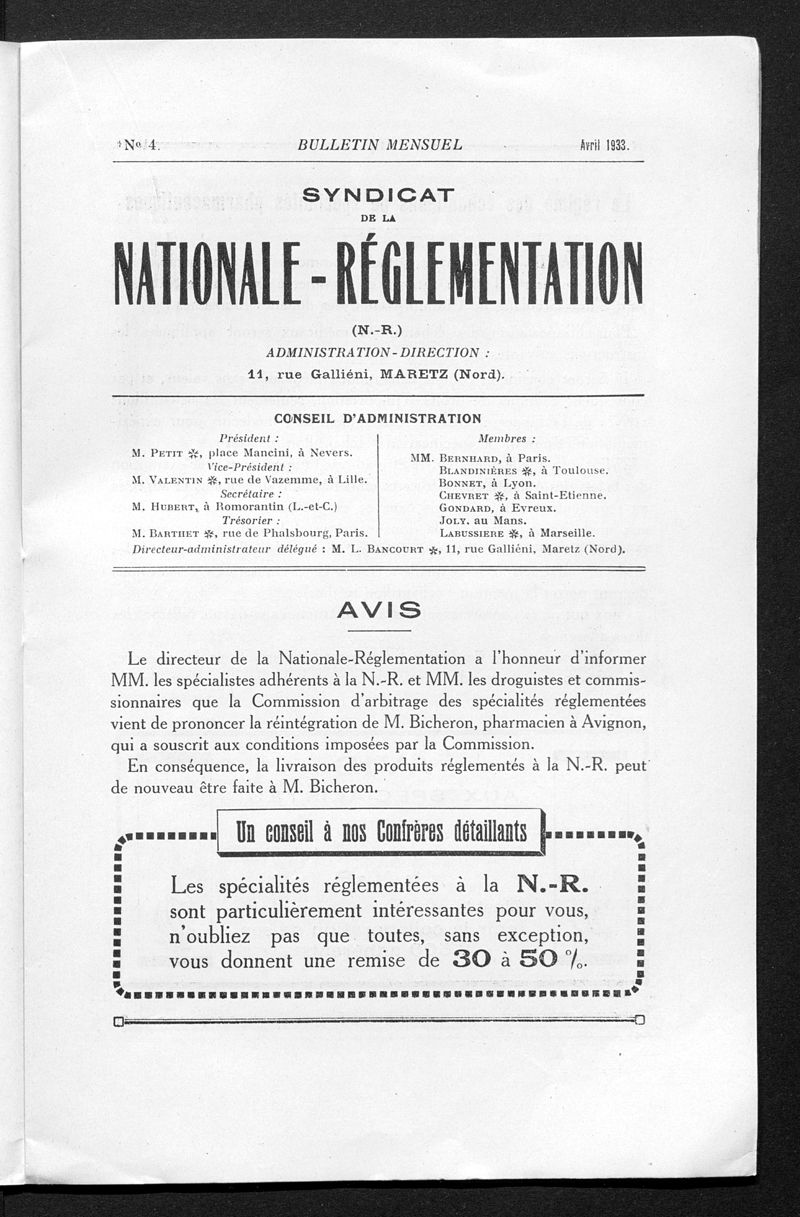 Nº 4.
BULLETIN MENSUEL
Avril 1933.
SYNDICAT
DE LA
NATIONALE-RÉGLEMENTATION
(N.-R.)
ADMINISTRATION-DIRECTION :
11, rue Galliéni, MARETZ (Nord).
CONSEIL D'ADMINISTRATION
Président :
M. PETIT ✻, place Mancini, à Nevers.
Vice-Président :
M. VALENTIN ✻, rue de Vazemme, à Lille.
Secrétaire :
M. HUBERT, à Romorantin (L.-et-C.)
Trésorier :
M. BARTHET ✻, rue de Phalsbourg, Paris.
Membres :
MM. BERNHARD, à Paris.
BLANDINIÈRES ✻, à Toulouse.
BONNET, à Lyon.
CHEVRET ✻, à Saint-Etienne.
GONDARD, à Evreux.
JOLY, au Mans.
LABUSSIERE ✻, à Marseille.
Directeur-administrateur délégué : M. L. BANCOURT ✻, 11, rue Galliéni, Maretz (Nord).
AVIS
Le directeur de la Nationale-Réglementation a l'honneur d'informer
MM. les spécialistes adhérents à la N.-R. et MM. les droguistes et commis-
sionnaires que la Commission d'arbitrage des spécialités réglementées
vient de prononcer la réintégration de M. Bicheron, pharmacien à Avignon,
qui a souscrit aux conditions imposées par la Commission.
En conséquence, la livraison des produits réglementés à la N.-R. peut
de nouveau être faite à M. Bicheron.
Un conseil à nos Confrères détaillants
Les spécialités réglementées à la N.-R.
sont particulièrement intéressantes pour vous,
n'oubliez pas que toutes, sans exception,
vous donnent une remise de 30 à 50 %.